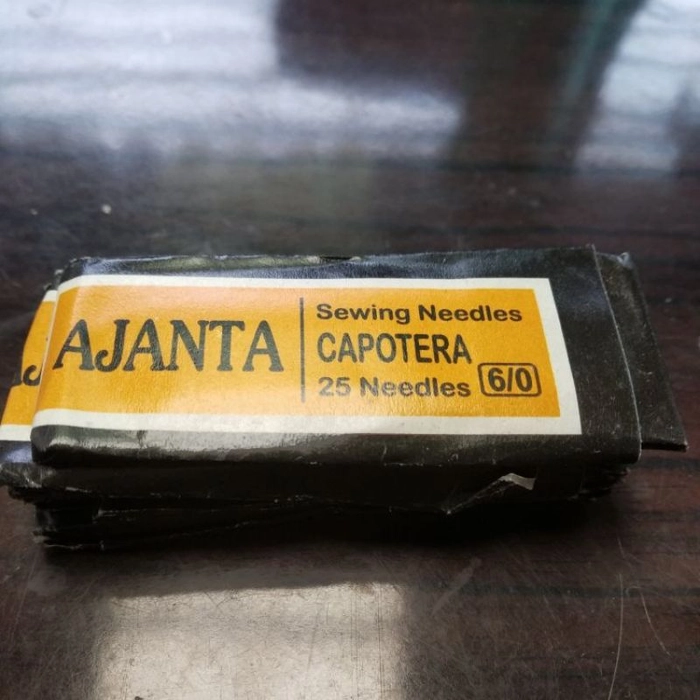 AJANTA
Sewing Needles
CAPOTERA
25 Needles 6/0